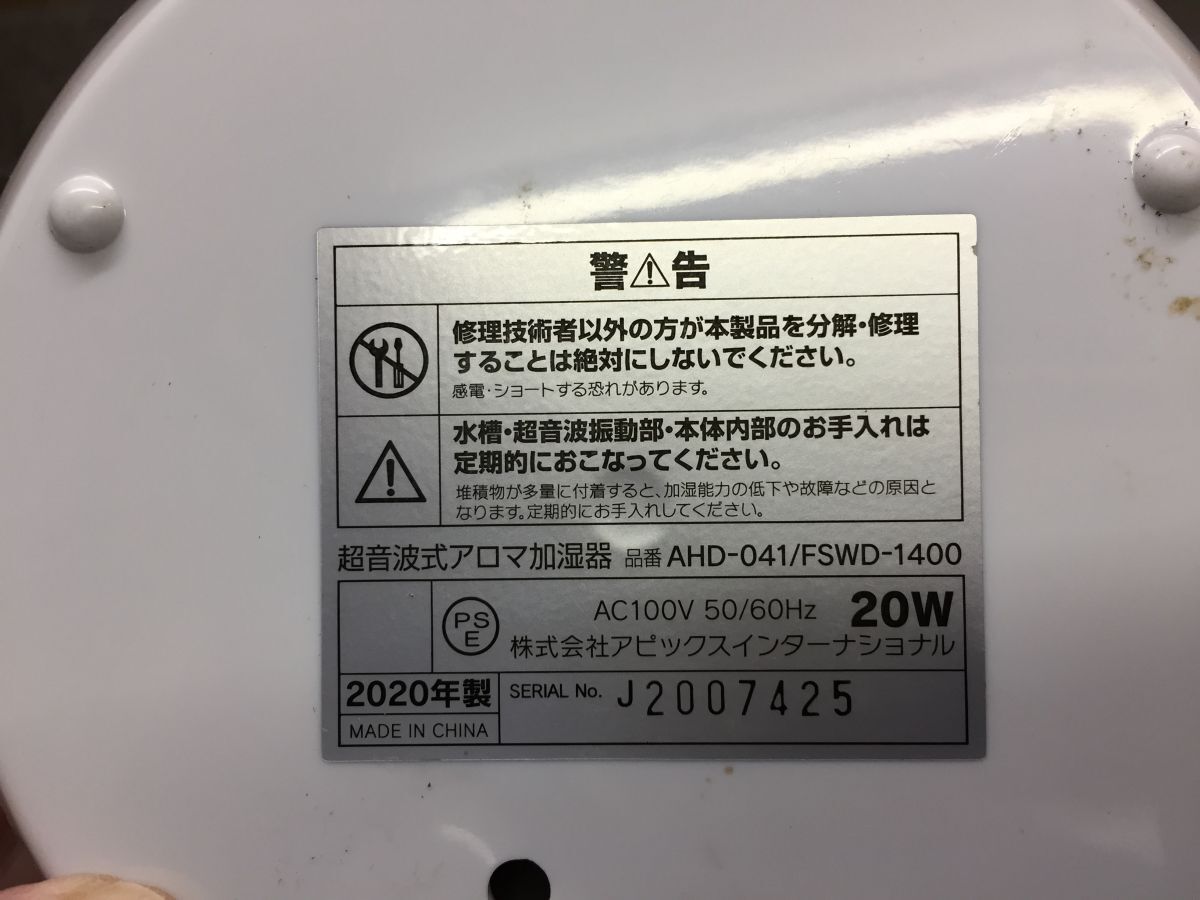 警⚠告
修理技術者以外の方が本製品を分解・修理
することは絶対にしないでください。
感電・ショートする恐れがあります。
水槽・超音波振動部・本体内部のお手入れは
定期的におこなってください。
堆積物が多量に付着すると、加湿能力の低下や故障などの原因と
なります。定期的にお手入れしてください。
超音波式アロマ加湿器 品番 AHD-041/FSWD-1400
PS
E
AC100V 50/60Hz 20W
株式会社アピックスインターナショナル
2020年製
MADE IN CHINA
SERIAL No. J2007425